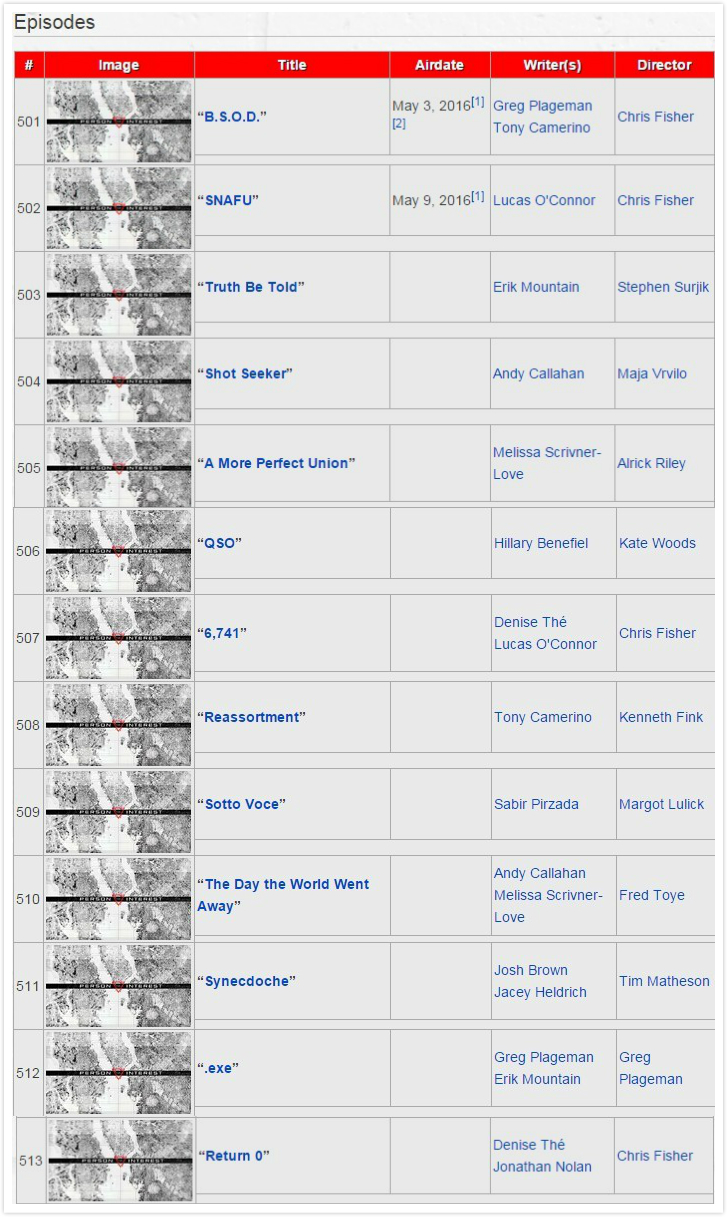 Episodes
# Image Title Airdate Writer(s) Director
501 PERSON INTEREST “B.S.O.D.” May 3, 2016[1] Greg Plageman Chris Fisher
[2] Tony Camerino
502 PERSON INTEREST “SNAFU” May 9, 2016[1] Lucas O'Connor Chris Fisher
503 PERSON INTEREST “Truth Be Told” Erik Mountain Stephen Surjik
504 PERSON INTEREST “Shot Seeker” Andy Callahan Maja Vrvilo
505 PERSON INTEREST “A More Perfect Union” Melissa Scrivner- Alrick Riley
Love
506 PERSON INTEREST “QSO” Hillary Benefiel Kate Woods
507 PERSON INTEREST “6,741” Denise Thé Chris Fisher
Lucas O'Connor
508 PERSON INTEREST “Reassortment” Tony Camerino Kenneth Fink
509 PERSON INTEREST “Sotto Voce” Sabir Pirzada Margot Lulick
510 PERSON INTEREST “The Day the World Went Andy Callahan Fred Toye
Away” Melissa Scrivner-
Love
511 PERSON INTEREST “Synecdoche” Josh Brown Tim Matheson
Jacey Heldrich
512 PERSON INTEREST “.exe” Greg Plageman Greg
Erik Mountain Plageman
513 PERSON INTEREST “Return 0” Denise Thé Chris Fisher
Jonathan Nolan